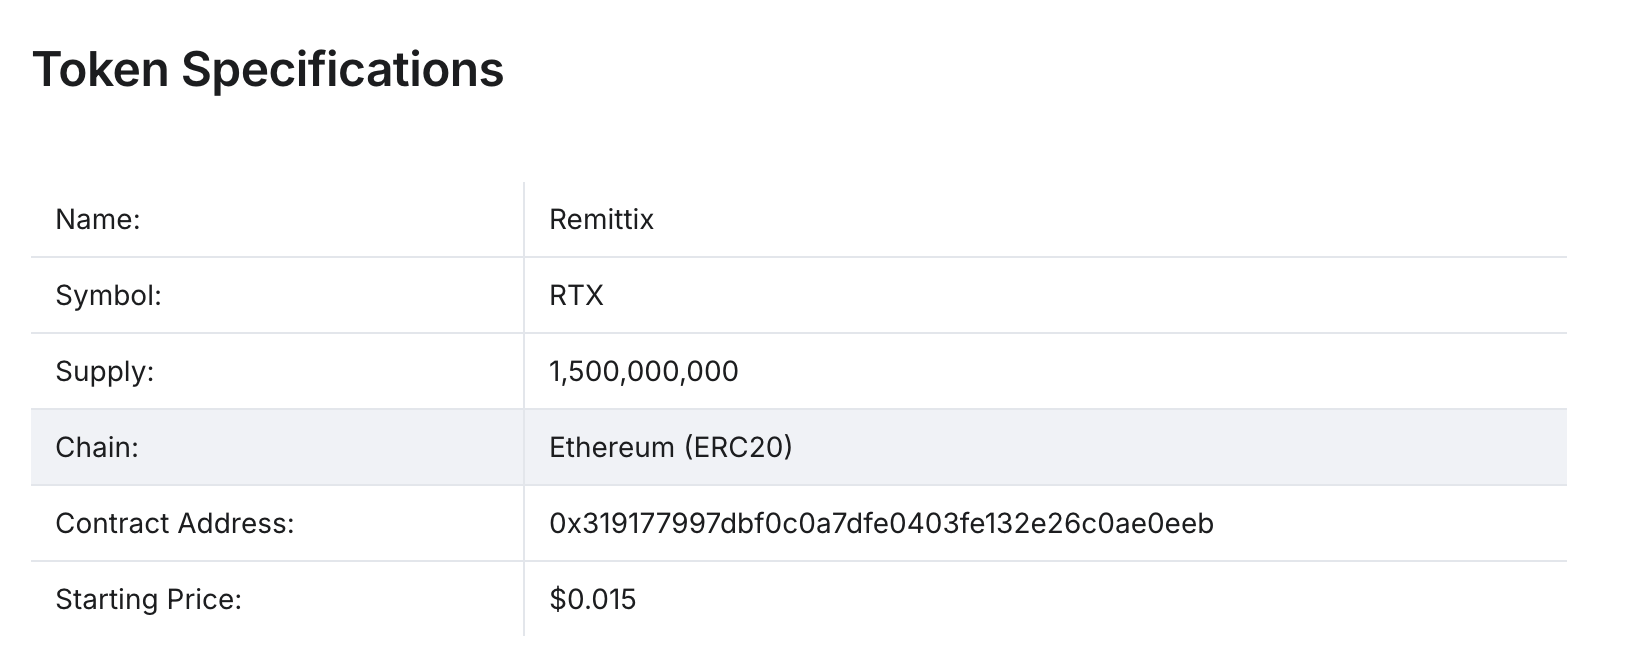 Token Specifications
Name: Remittix
Symbol: RTX
Supply: 1,500,000,000
Chain: Ethereum (ERC20)
Contract Address: 0x319177997dbf0c0a7dfe0403fe132e26c0ae0eeb
Starting Price: $0.015